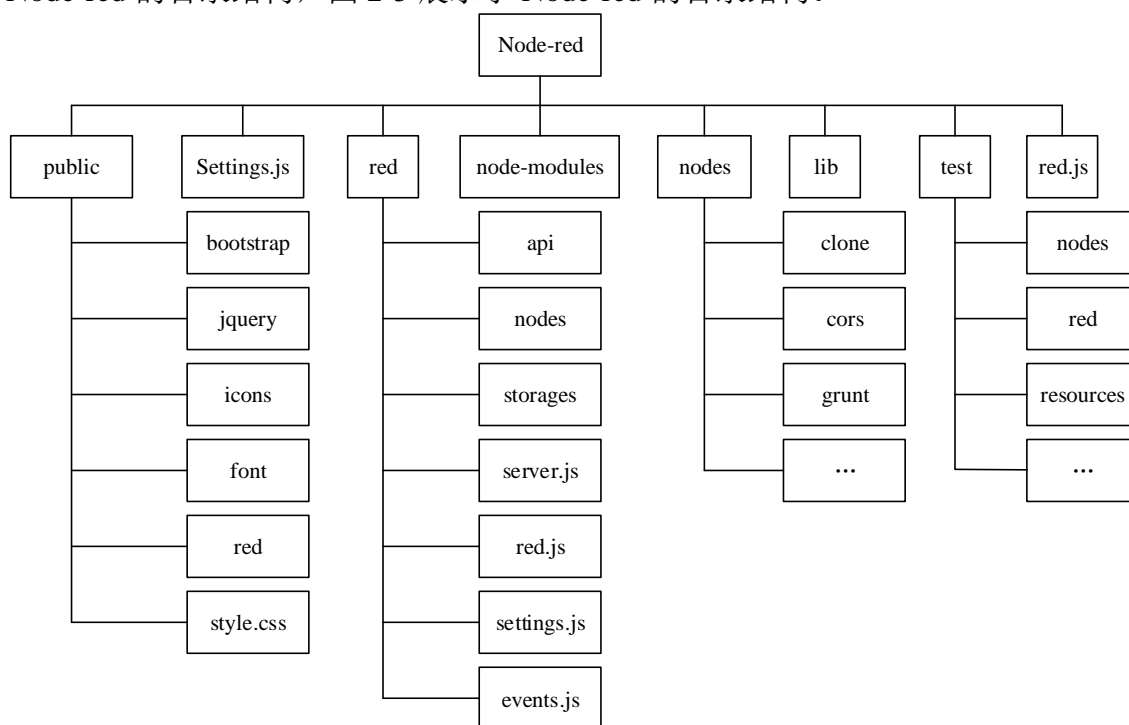 Node-red
public
Settings.js
red
node-modules
nodes
lib
test
red.js
bootstrap
api
clone
nodes
jquery
nodes
cors
red
icons
storages
grunt
resources
font
server.js
...
...
red
red.js
style.css
settings.js
events.js